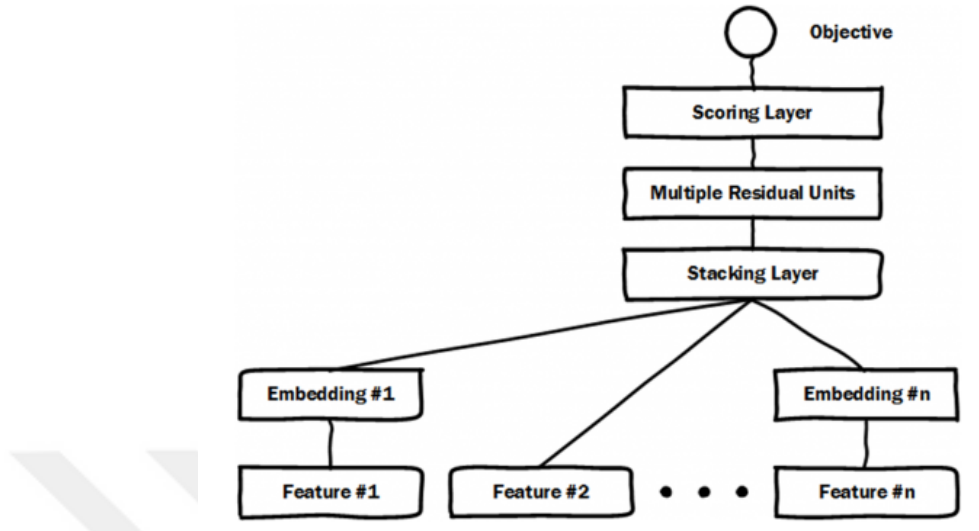 Objective
Scoring Layer
Multiple Residual Units
Stacking Layer
Embedding #1
Embedding #n
Feature #1
Feature #2
Feature #n